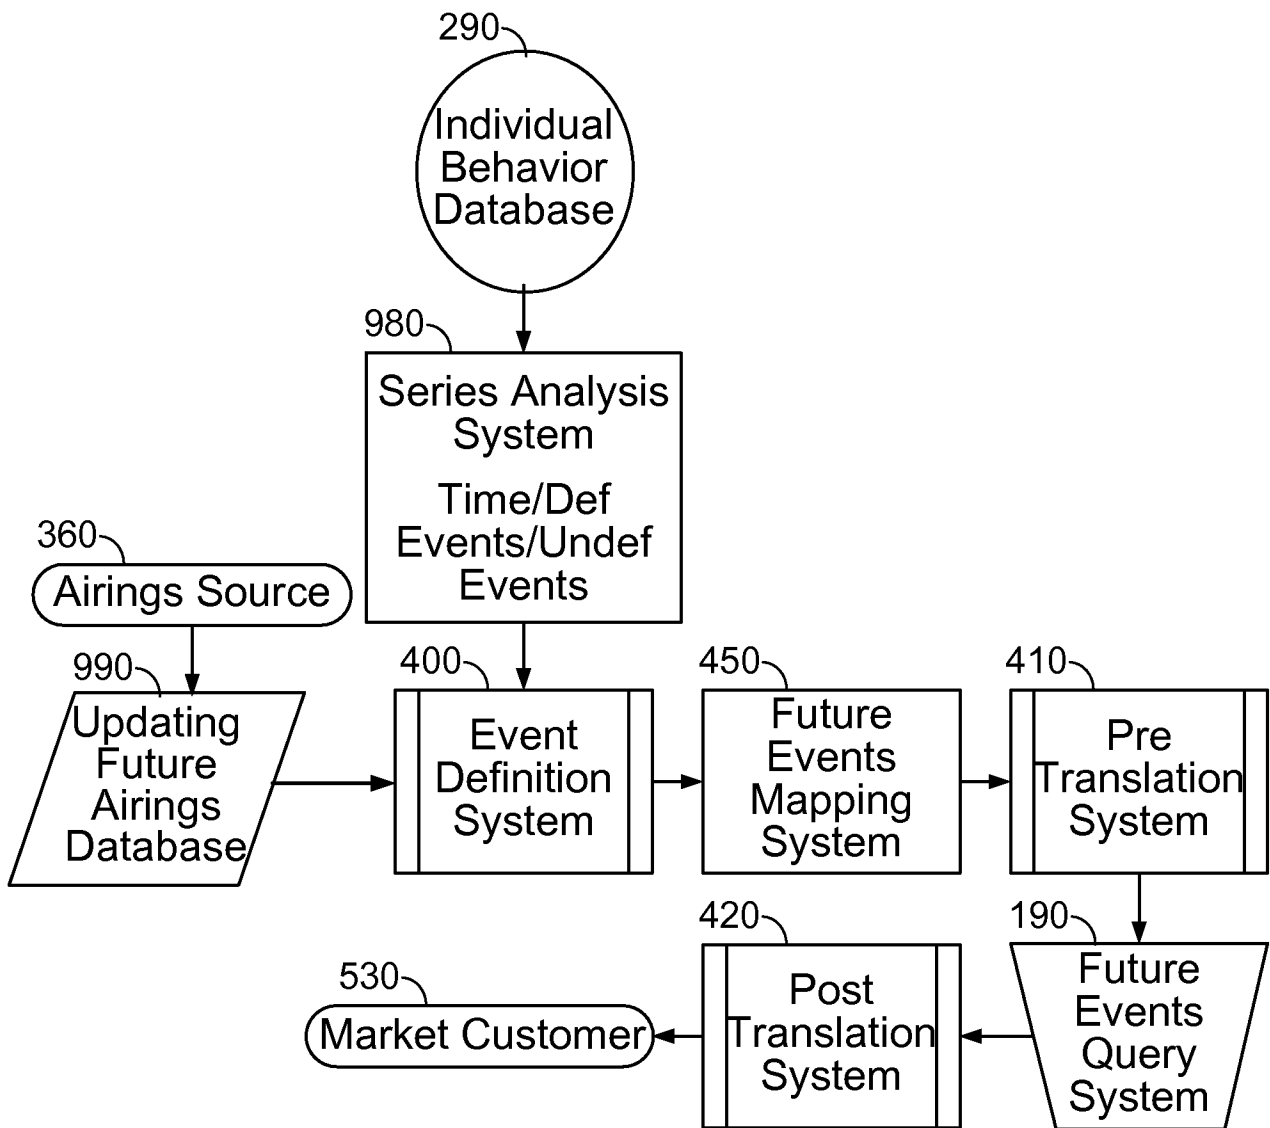 290
Individual
Behavior
Database
980
Series Analysis
System
Time/Def
Events/Undef
Events
360
Airings Source
990
Updating
Future
Airings
Database
400
Event
Definition
System
450
Future
Events
Mapping
System
410
Pre
Translation
System
190
Future
Events
Query
System
420
Post
Translation
System
530
Market Customer